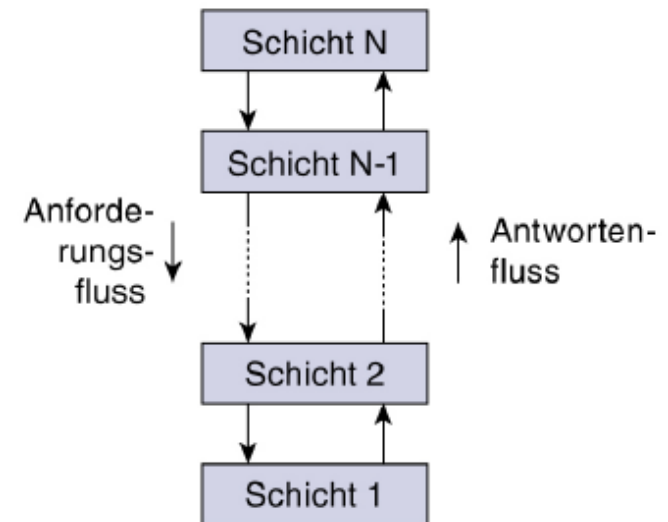 Schicht N
Schicht N-1
Anforde-
rungs-
fluss
Antworten-
fluss
Schicht 2
Schicht 1